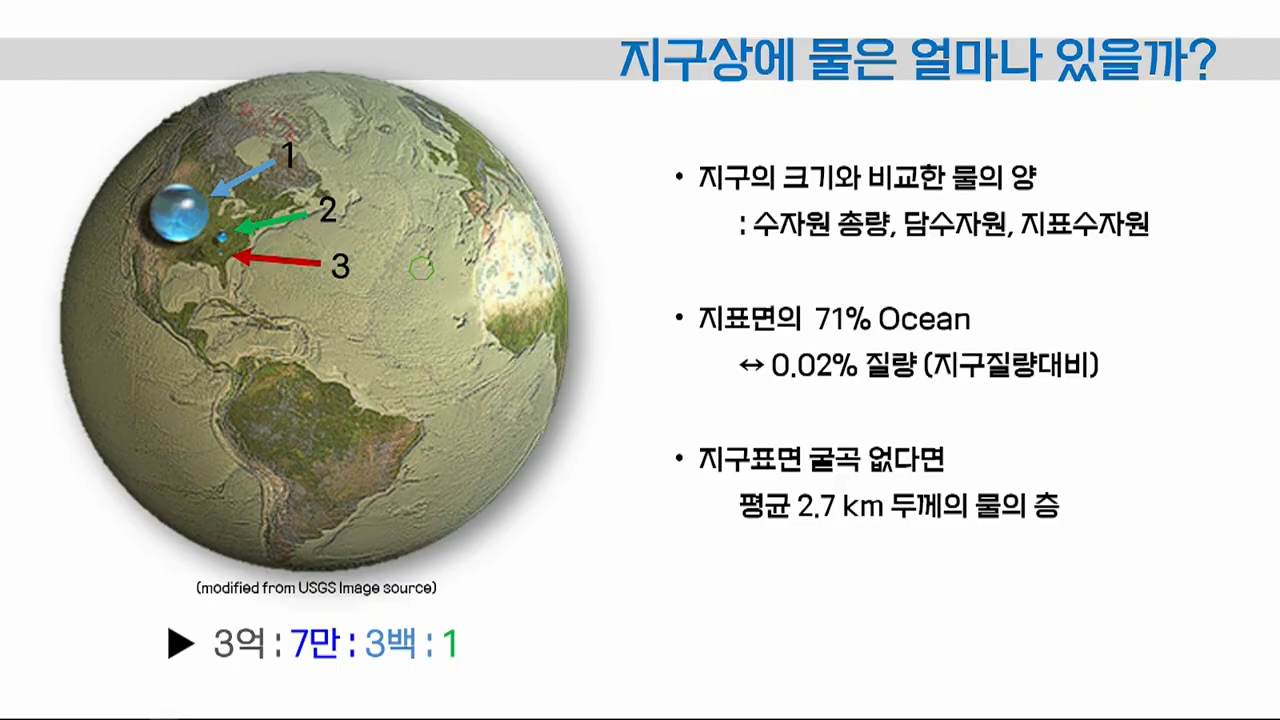 지구상에 물은 얼마나 있을까?
1
2
3
(modified from USGS Image source)
▶ 3억 : 7만 : 3백 : 1
• 지구의 크기와 비교한 물의 양
: 수자원 총량, 담수자원, 지표수자원
• 지표면의 71% Ocean
↔ 0.02% 질량 (지구질량대비)
• 지구표면 굴곡 없다면
평균 2.7 km 두께의 물의 층